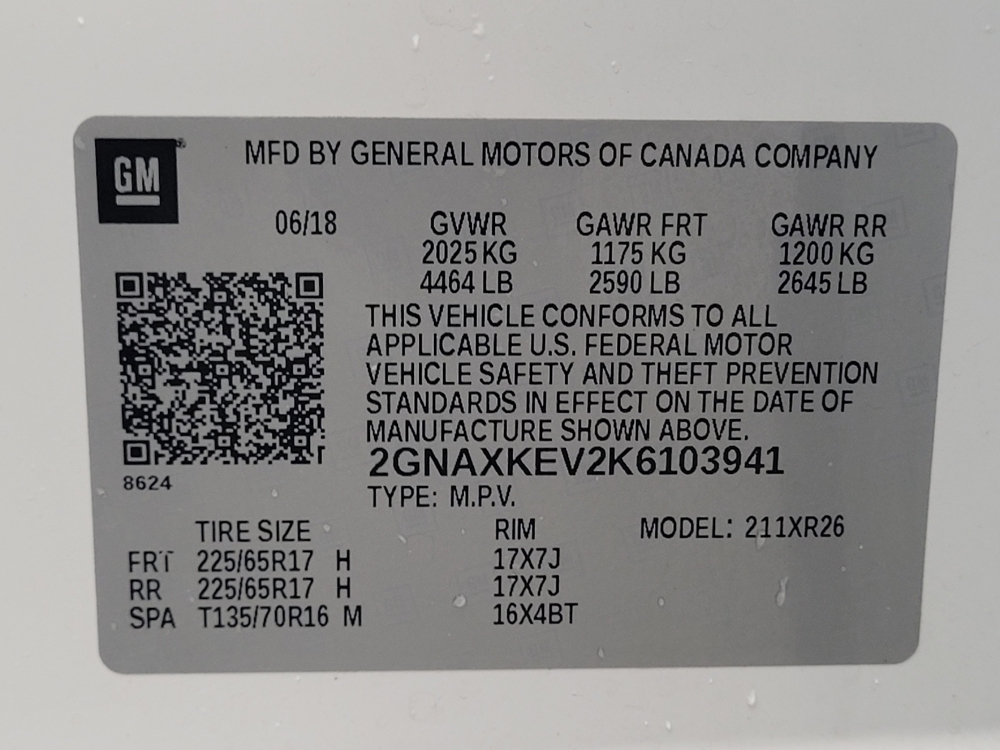 GM
MFD BY GENERAL MOTORS OF CANADA COMPANY
06/18 GVWR GAWR FRT GAWR RR
2025 KG 1175 KG 1200 KG
4464 LB 2590 LB 2645 LB
THIS VEHICLE CONFORMS TO ALL
APPLICABLE U.S. FEDERAL MOTOR
VEHICLE SAFETY AND THEFT PREVENTION
STANDARDS IN EFFECT ON THE DATE OF
MANUFACTURE SHOWN ABOVE.
2GNAXKEV2K6103941
8624
TYPE: M.P.V.
TIRE SIZE RIM MODEL: 211XR26
FRT 225/65R17 H 17X7J
RR 225/65R17 H 17X7J
SPA T135/70R16 M 16X4BT